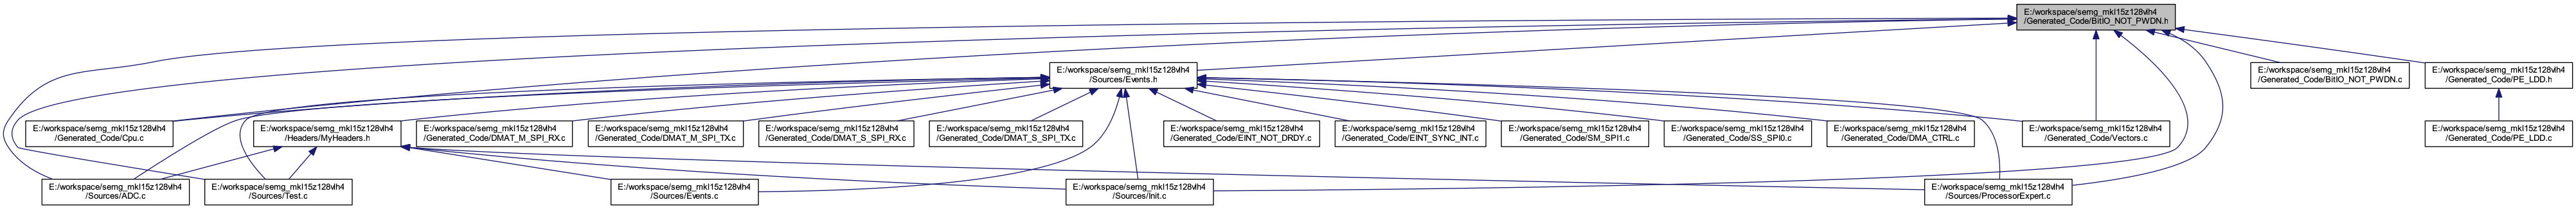 E:/workspace/semg_mkl15z128vlh4
/Generated_Code/BitIO_NOT_PWDN.h
E:/workspace/semg_mkl15z128vlh4
/Sources/Events.h
E:/workspace/semg_mkl15z128vlh4
/Generated_Code/BitIO_NOT_PWDN.c
E:/workspace/semg_mkl15z128vlh4
/Generated_Code/PE_LDD.h
E:/workspace/semg_mkl15z128vlh4
/Generated_Code/Cpu.c
E:/workspace/semg_mkl15z128vlh4
/Headers/MyHeaders.h
E:/workspace/semg_mkl15z128vlh4
/Generated_Code/DMAT_M_SPI_RX.c
E:/workspace/semg_mkl15z128vlh4
/Generated_Code/DMAT_M_SPI_TX.c
E:/workspace/semg_mkl15z128vlh4
/Generated_Code/DMAT_S_SPI_RX.c
E:/workspace/semg_mkl15z128vlh4
/Generated_Code/DMAT_S_SPI_TX.c
E:/workspace/semg_mkl15z128vlh4
/Generated_Code/EINT_NOT_DRDY.c
E:/workspace/semg_mkl15z128vlh4
/Generated_Code/EINT_SYNC_INT.c
E:/workspace/semg_mkl15z128vlh4
/Generated_Code/SM_SPI1.c
E:/workspace/semg_mkl15z128vlh4
/Generated_Code/SS_SPI0.c
E:/workspace/semg_mkl15z128vlh4
/Generated_Code/DMA_CTRL.c
E:/workspace/semg_mkl15z128vlh4
/Generated_Code/Vectors.c
E:/workspace/semg_mkl15z128vlh4
/Generated_Code/PE_LDD.c
E:/workspace/semg_mkl15z128vlh4
/Sources/ADC.c
E:/workspace/semg_mkl15z128vlh4
/Sources/Test.c
E:/workspace/semg_mkl15z128vlh4
/Sources/Events.c
E:/workspace/semg_mkl15z128vlh4
/Sources/Init.c
E:/workspace/semg_mkl15z128vlh4
/Sources/ProcessorExpert.c